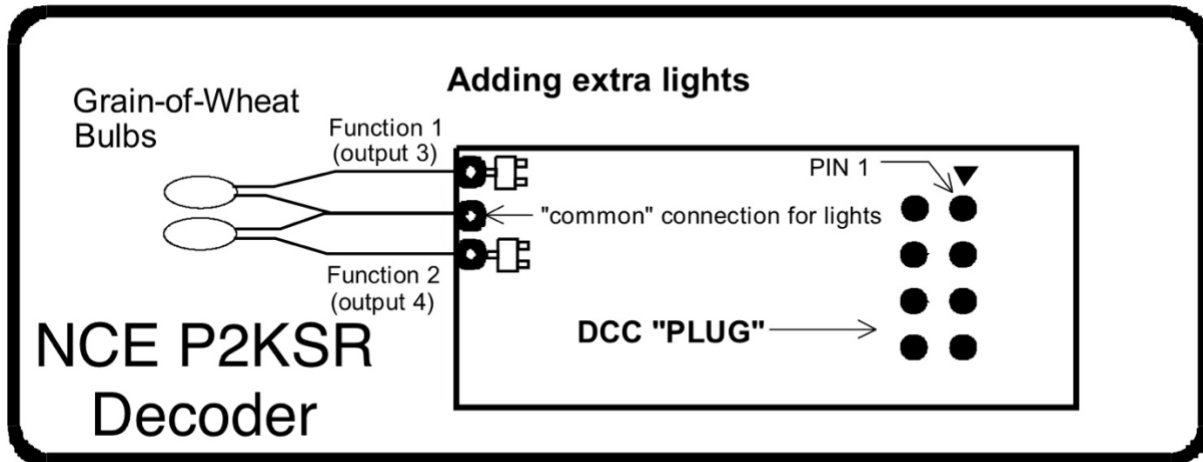 Adding extra lights
Grain-of-Wheat
Bulbs
Function 1
(output 3)
PIN 1
"common" connection for lights
Function 2
(output 4)
DCC "PLUG"
NCE P2KSR
Decoder